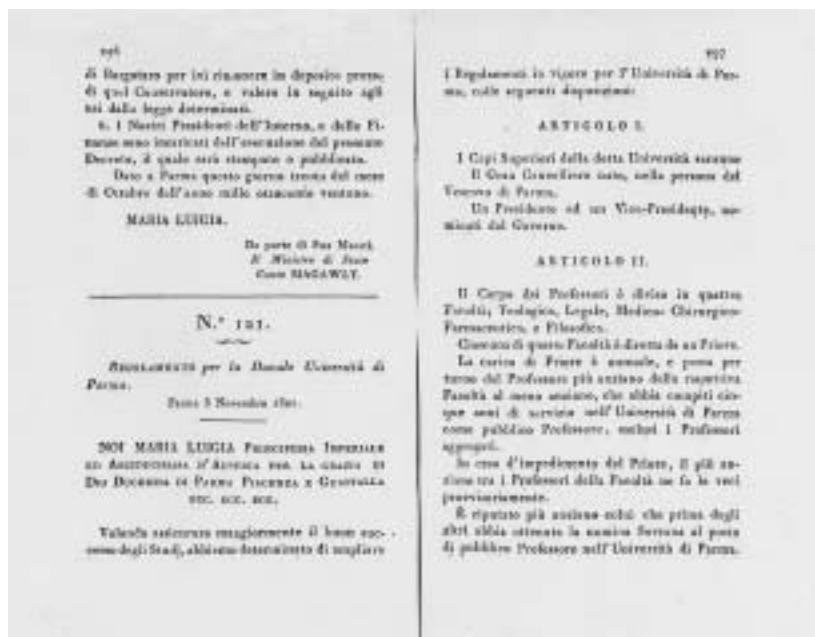 296
di Bargatara per ivi rimanere in deposito presso
di quel Conservatore, e valere in seguito agli
usi dalla legge determinati.
6. I Nostri Presidenti dell'Interno, e delle Fi-
nanze sono incaricati dell'esecuzione del presente
Decreto, il quale sarà stampato e pubblicato.
Dato a Parma questo giorno trenta del mese
di Ottobre dell'anno mille ottocento ventuno.
MARIA LUIGIA.
Da parte di Sua Maestà
Il Ministro di Stato
Conte MAGAWLY.
N.° 121.
REGOLAMENTO per la Ducale Università di
Parma.
Parma 3 Novembre 1821.
NOI MARIA LUIGIA PRINCIPESSA IMPERIALE
ED ARCIDUCHESSA D'AUSTRIA PER LA GRAZIA DI
DIO DUCHESSA DI PARMA PIACENZA E GUASTALLA
ECC. ECC. ECC.
Volendo assicurare maggiormente il buon suc-
cesso degli Studj, abbiamo determinato di ampliare
297
i Regolamenti in vigore per l'Università di Par-
ma, colle seguenti disposizioni:
ARTICOLO I.
I Capi Superiori della detta Università saranno
Il Gran Cancelliere nato, nella persona del
Vescovo di Parma.
Un Presidente ed un Vice-Presidente, no-
minati dal Governo.
ARTICOLO II.
Il Corpo dei Professori è diviso in quattro
Facoltà; Teologica, Legale, Medico-Chirurgico-
Farmaceutica, e Filosofica.
Ciascuna di queste Facoltà è diretta da un Priore.
La carica di Priore è annuale, e passa per
turno dal Professore più anziano della rispettiva
Facoltà al meno anziano, che abbia compiti cin-
que anni di servizio nell'Università di Parma
come pubblico Professore, esclusi i Professori
aggregati.
In caso d'impedimento del Priore, il più an-
ziano tra i Professori della Facoltà ne fa le veci
provvisoriamente.
È riputato più anziano colui che prima degli
altri abbia ottenuto la nomina Sovrana al posto
di pubblico Professore nell'Università di Parma.